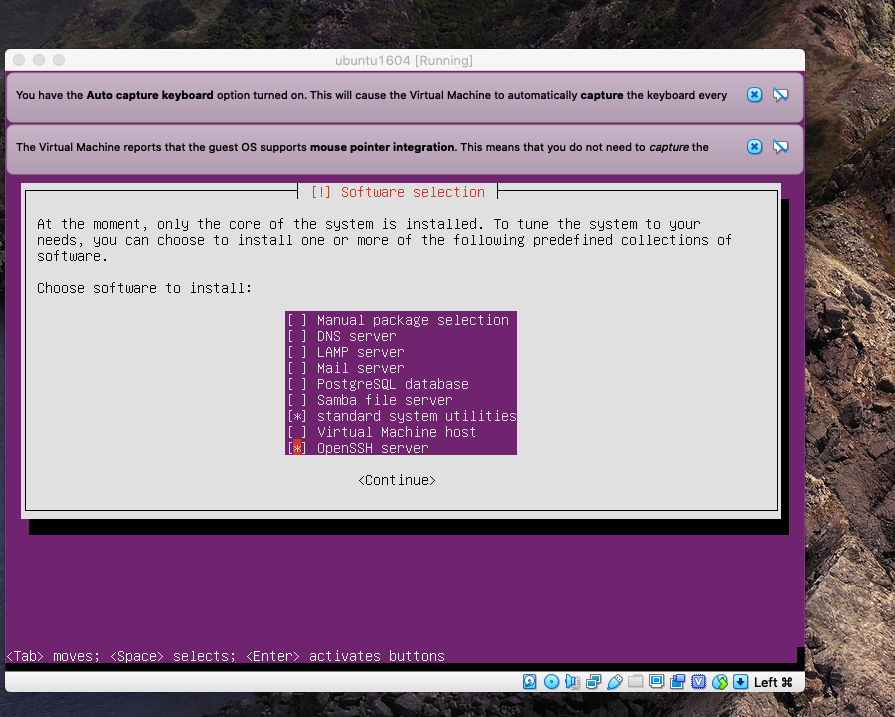 ubuntu1604 [Running]
You have the Auto capture keyboard option turned on. This will cause the Virtual Machine to automatically capture the keyboard every
The Virtual Machine reports that the guest OS supports mouse pointer integration. This means that you do not need to capture the
[!] Software selection
At the moment, only the core of the system is installed. To tune the system to your
needs, you can choose to install one or more of the following predefined collections of
software.
Choose software to install:
[ ] Manual package selection
[ ] DNS server
[ ] LAMP server
[ ] Mail server
[ ] PostgreSQL database
[ ] Samba file server
[*] standard system utilities
[ ] Virtual Machine host
[*] OpenSSH server
<Continue>
<Tab> moves; <Space> selects; <Enter> activates buttons
Left ⌘